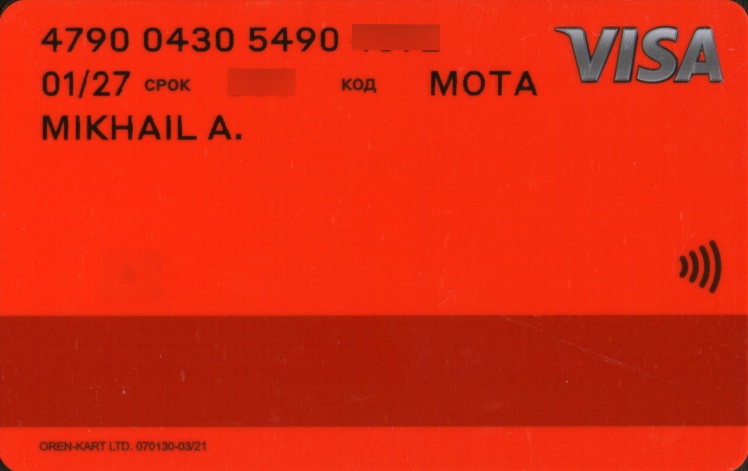 4790 0430 5490
VISA
01/27 СРОК КОД МОТА
MIKHAIL A.
OREN-KART LTD. 070130-03/21